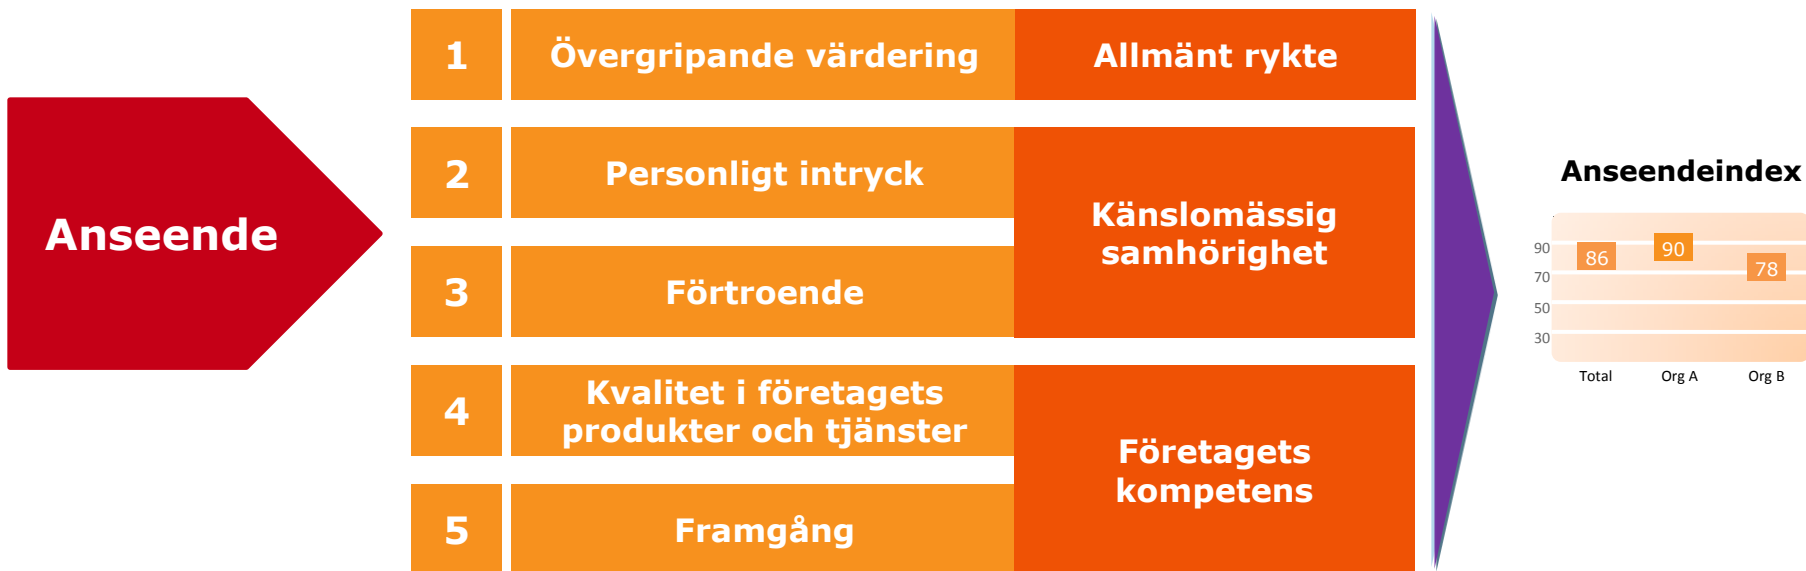 Anseende
1
Övergripande värdering
Allmänt rykte
2
Personligt intryck
Känslomässig
samhörighet
3
Förtroende
4
Kvalitet i företagets
produkter och tjänster
Företagets
kompetens
5
Framgång
Anseendeindex
90
70
50
30
86
90
78
Total
Org A
Org B